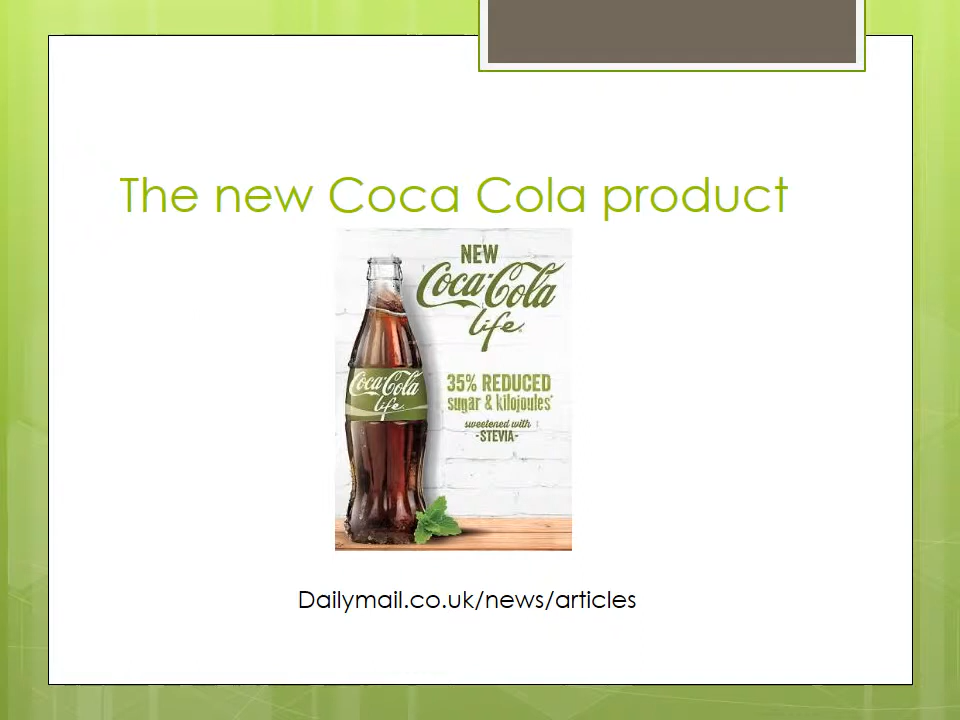 The new Coca Cola product
NEW
Coca-Cola
life
35% REDUCED
sugar & kilojoules*
sweetened with
-STEVIA-
Coca-Cola
life
Dailymail.co.uk/news/articles